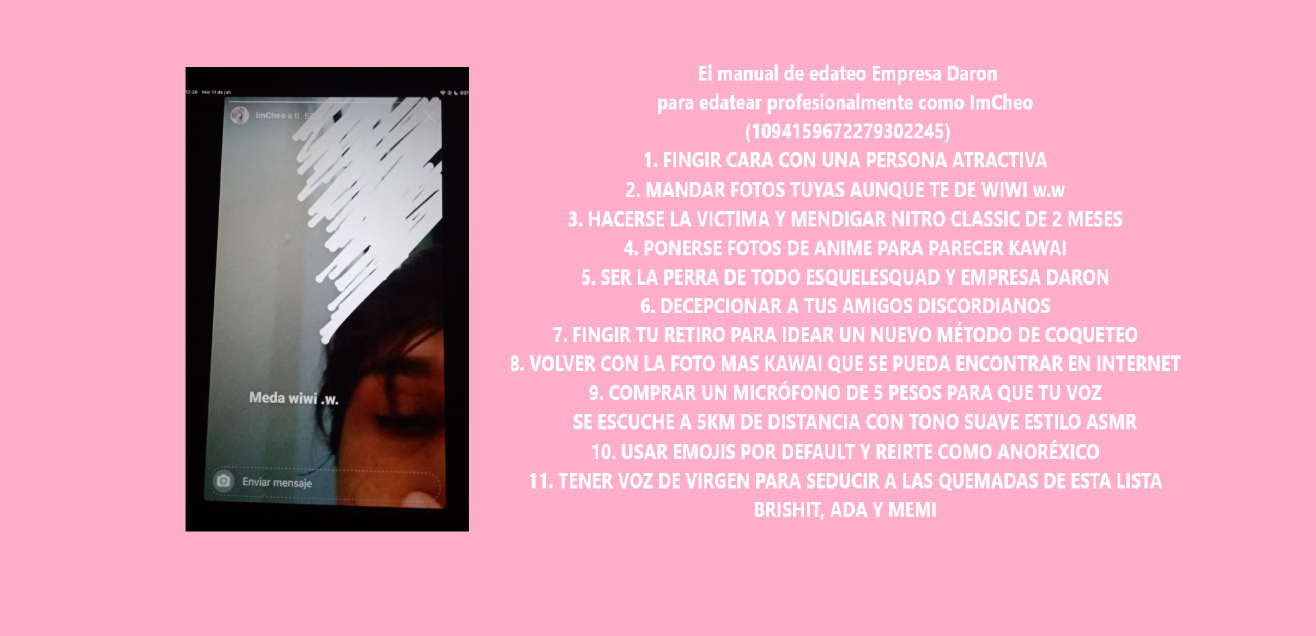 12:26 Mar 11 de jun
ImCheo a ti
Meda wiwi .w.
Enviar mensaje
El manual de edateo Empresa Daron
para edatear profesionalmente como ImCheo
(1094159672279302245)
1. FINGIR CARA CON UNA PERSONA ATRACTIVA
2. MANDAR FOTOS TUYAS AUNQUE TE DE WIWI w.w
3. HACERSE LA VICTIMA Y MENDIGAR NITRO CLASSIC DE 2 MESES
4. PONERSE FOTOS DE ANIME PARA PARECER KAWAI
5. SER LA PERRA DE TODO ESQUELESQUAD Y EMPRESA DARON
6. DECEPCIONAR A TUS AMIGOS DISCORDIANOS
7. FINGIR TU RETIRO PARA IDEAR UN NUEVO MÉTODO DE COQUETEO
8. VOLVER CON LA FOTO MAS KAWAI QUE SE PUEDA ENCONTRAR EN INTERNET
9. COMPRAR UN MICRÓFONO DE 5 PESOS PARA QUE TU VOZ
SE ESCUCHE A 5KM DE DISTANCIA CON TONO SUAVE ESTILO ASMR
10. USAR EMOJIS POR DEFAULT Y REIRTE COMO ANORÉXICO
11. TENER VOZ DE VIRGEN PARA SEDUCIR A LAS QUEMADAS DE ESTA LISTA
BRISHIT, ADA Y MEMI